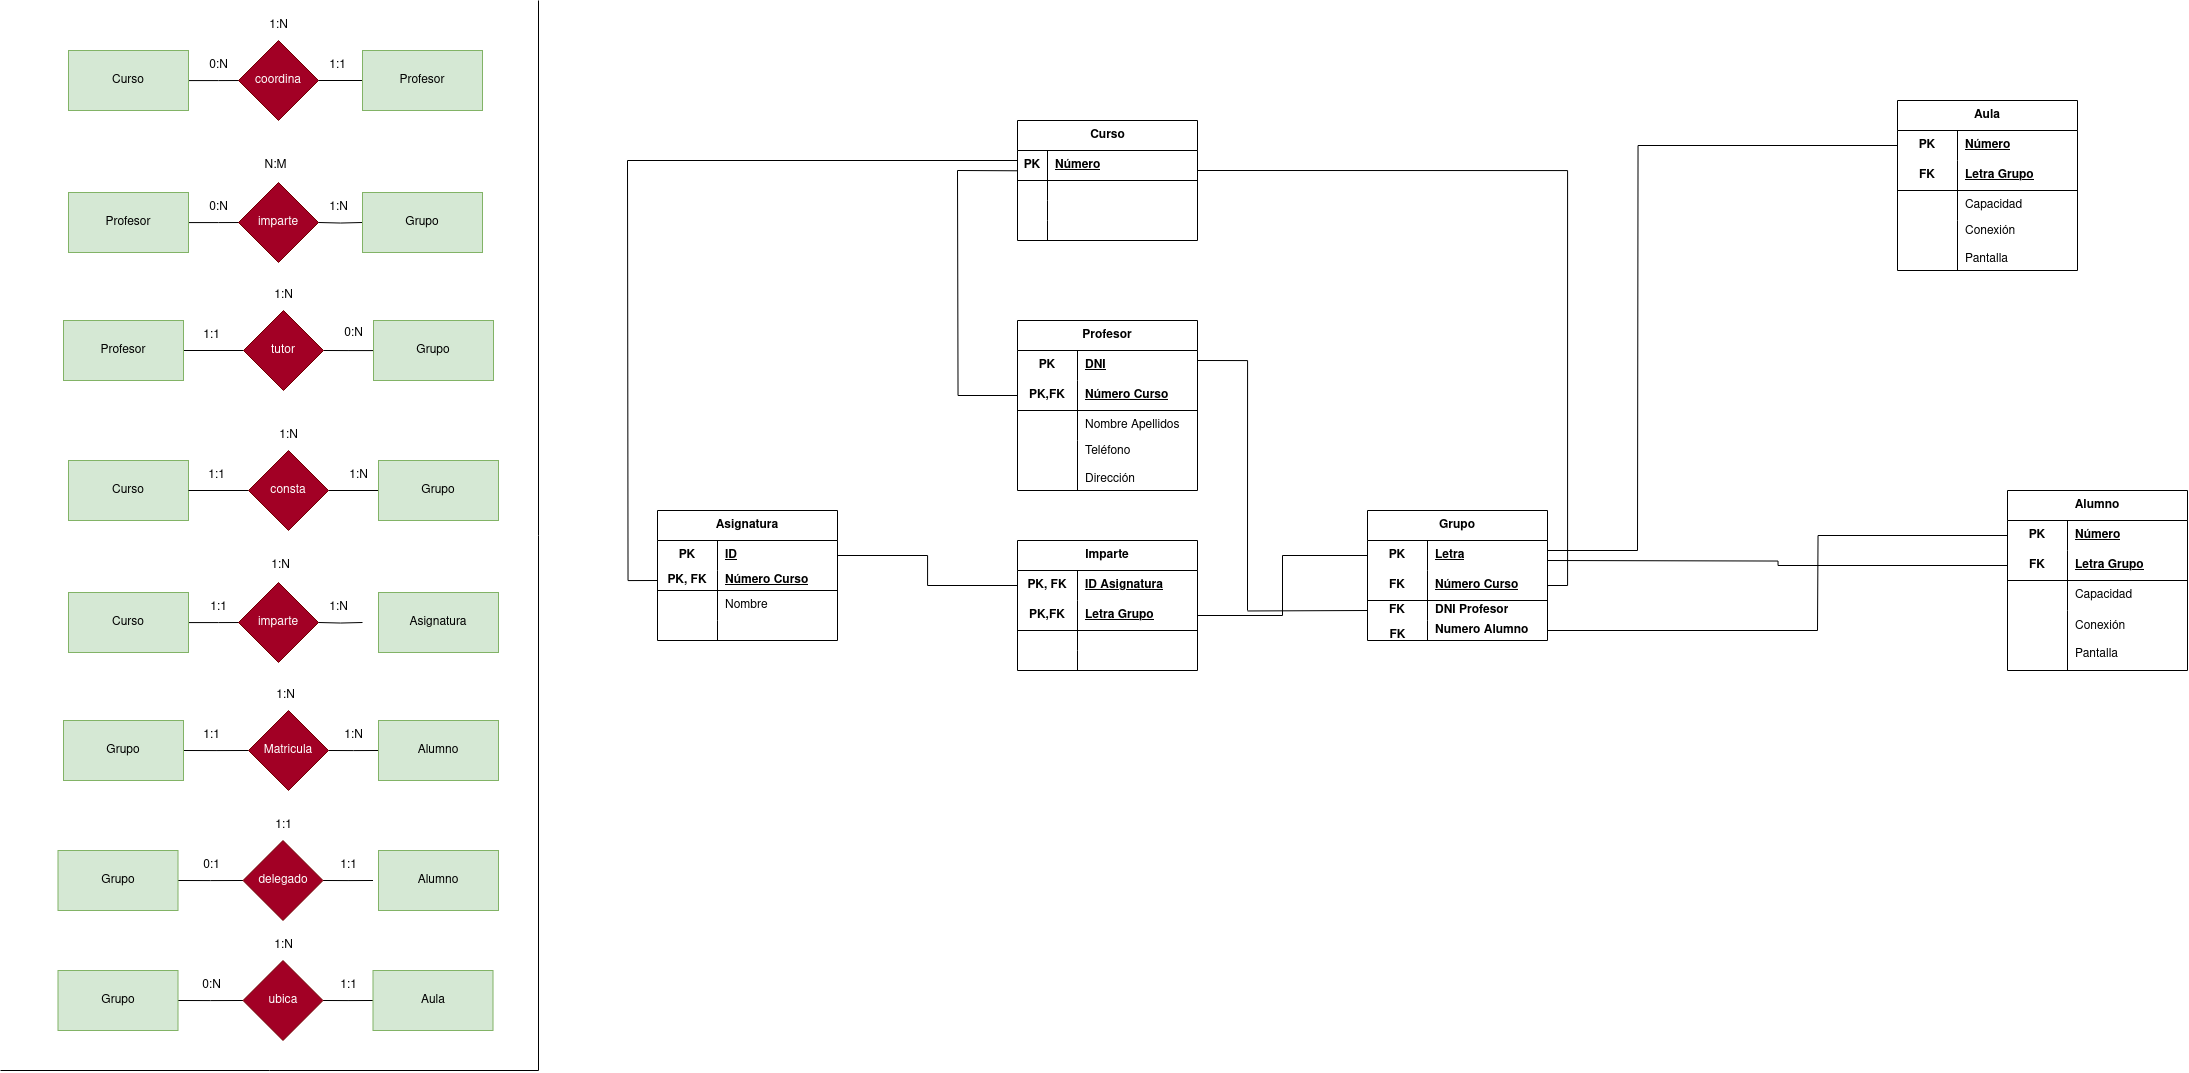 1:N
Curso
0:N
coordina
1:1
Profesor
N:M
Profesor
0:N
imparte
1:N
Grupo
1:N
Profesor
1:1
tutor
0:N
Grupo
1:N
Curso
1:1
consta
1:N
Grupo
1:N
Curso
1:1
imparte
1:N
Asignatura
1:N
Grupo
1:1
Matricula
1:N
Alumno
1:1
Grupo
0:1
delegado
1:1
Alumno
1:N
Grupo
0:N
ubica
1:1
Aula
Curso
PK Número
Profesor
PK DNI
PK,FK Número Curso
Nombre Apellidos
Teléfono
Dirección
Asignatura
PK ID
PK, FK Número Curso
Nombre
Imparte
PK, FK ID Asignatura
PK,FK Letra Grupo
Grupo
PK Letra
FK Número Curso
FK DNI Profesor
FK Numero Alumno
Aula
PK Número
FK Letra Grupo
Capacidad
Conexión
Pantalla
Alumno
PK Número
FK Letra Grupo
Capacidad
Conexión
Pantalla